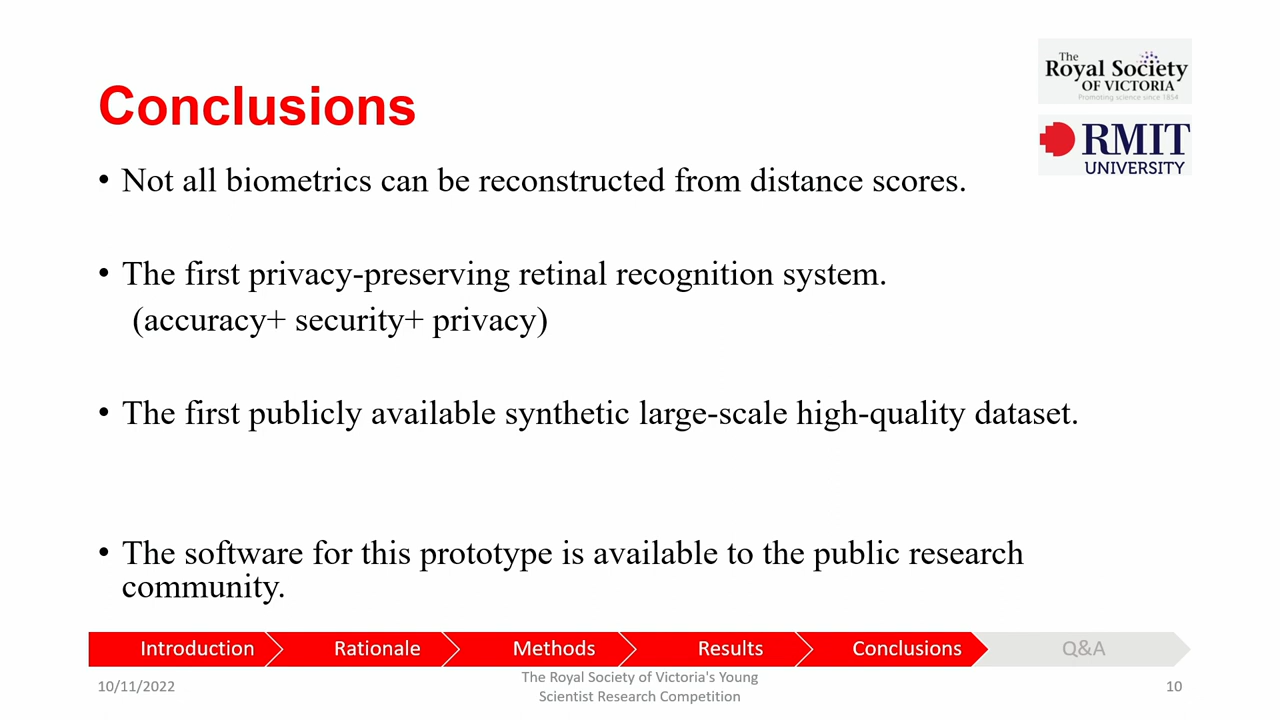 The
Royal Society
OF VICTORIA
Promoting science since 1854
Conclusions
RMIT
UNIVERSITY
• Not all biometrics can be reconstructed from distance scores.
• The first privacy-preserving retinal recognition system.
(accuracy+ security+ privacy)
• The first publicly available synthetic large-scale high-quality dataset.
• The software for this prototype is available to the public research
community.
Introduction Rationale Methods Results Conclusions Q&A
10/11/2022
The Royal Society of Victoria's Young
Scientist Research Competition
10